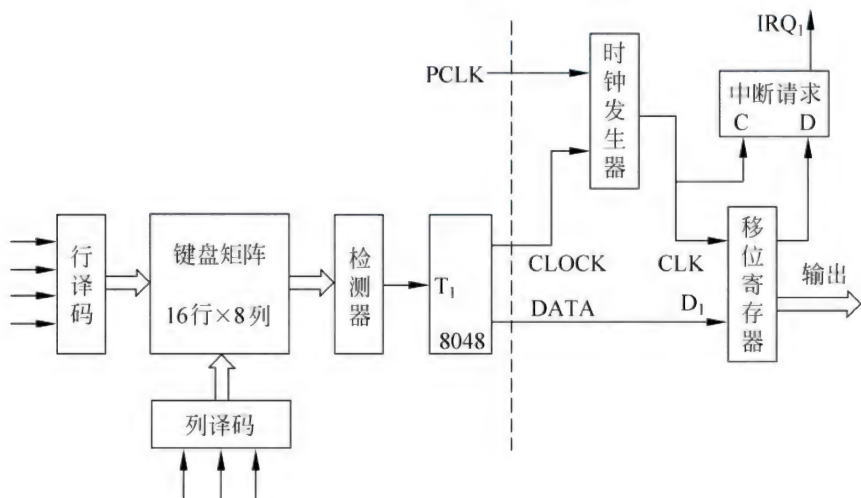 IRQ₁
PCLK
时钟发生器
中断请求
C D
行译码
键盘矩阵
16行×8列
检测器
T₁
8048
CLOCK
CLK
DATA
D₁
移位寄存器
输出
列译码